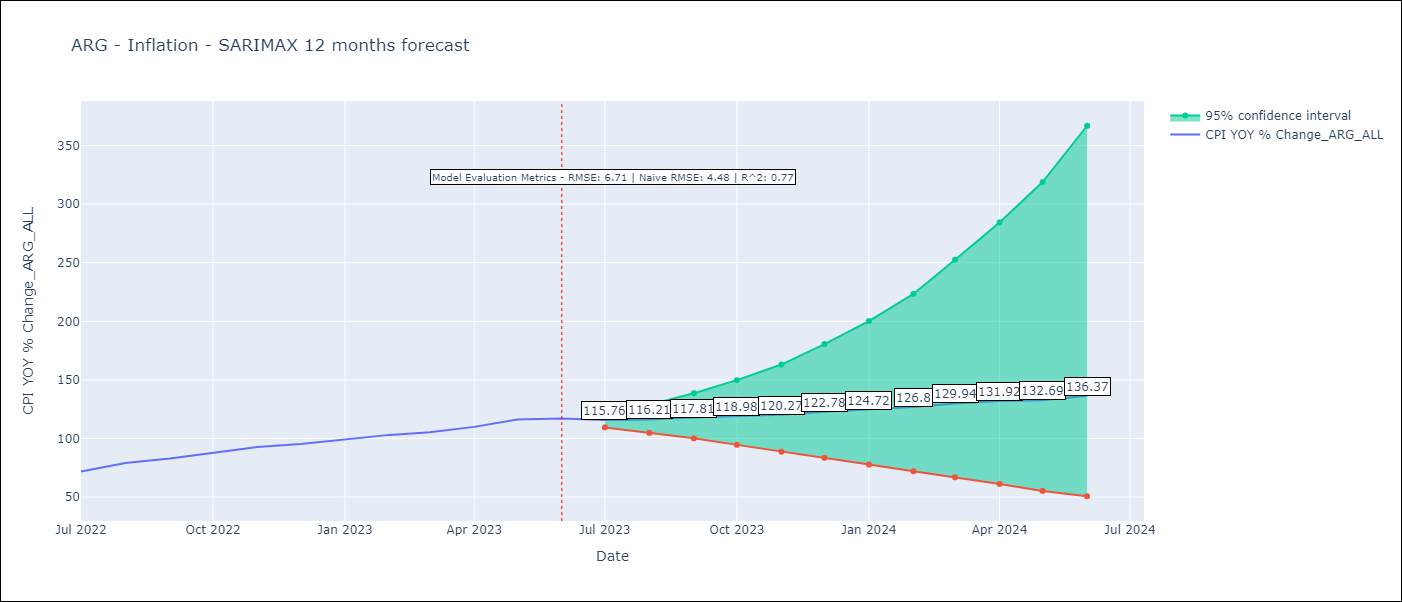 ARG - Inflation - SARIMAX 12 months forecast
95% confidence interval
CPI YOY % Change_ARG_ALL
Model Evaluation Metrics - RMSE: 6.71 | Naive RMSE: 4.48 | R^2: 0.77
CPI YOY % Change_ARG_ALL
350
300
250
200
150
100
50
115.76
116.21
117.81
118.98
120.27
122.78
124.72
126.8
129.94
131.92
132.69
136.37
Jul 2022
Oct 2022
Jan 2023
Apr 2023
Jul 2023
Oct 2023
Jan 2024
Apr 2024
Jul 2024
Date